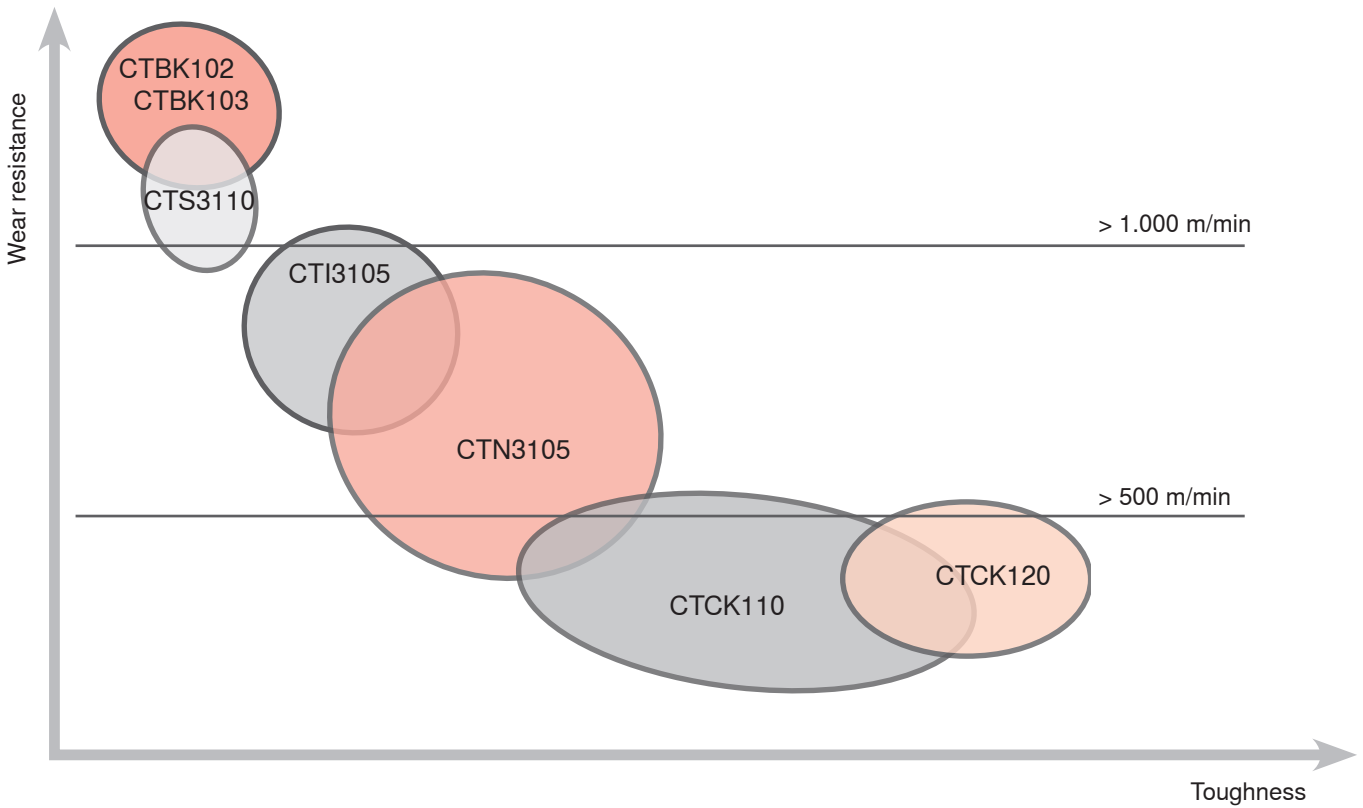 CTBK102
CTBK103
Wear resistance
CTS3110
> 1.000 m/min
CTI3105
CTN3105
> 500 m/min
CTCK120
CTCK110
Toughness